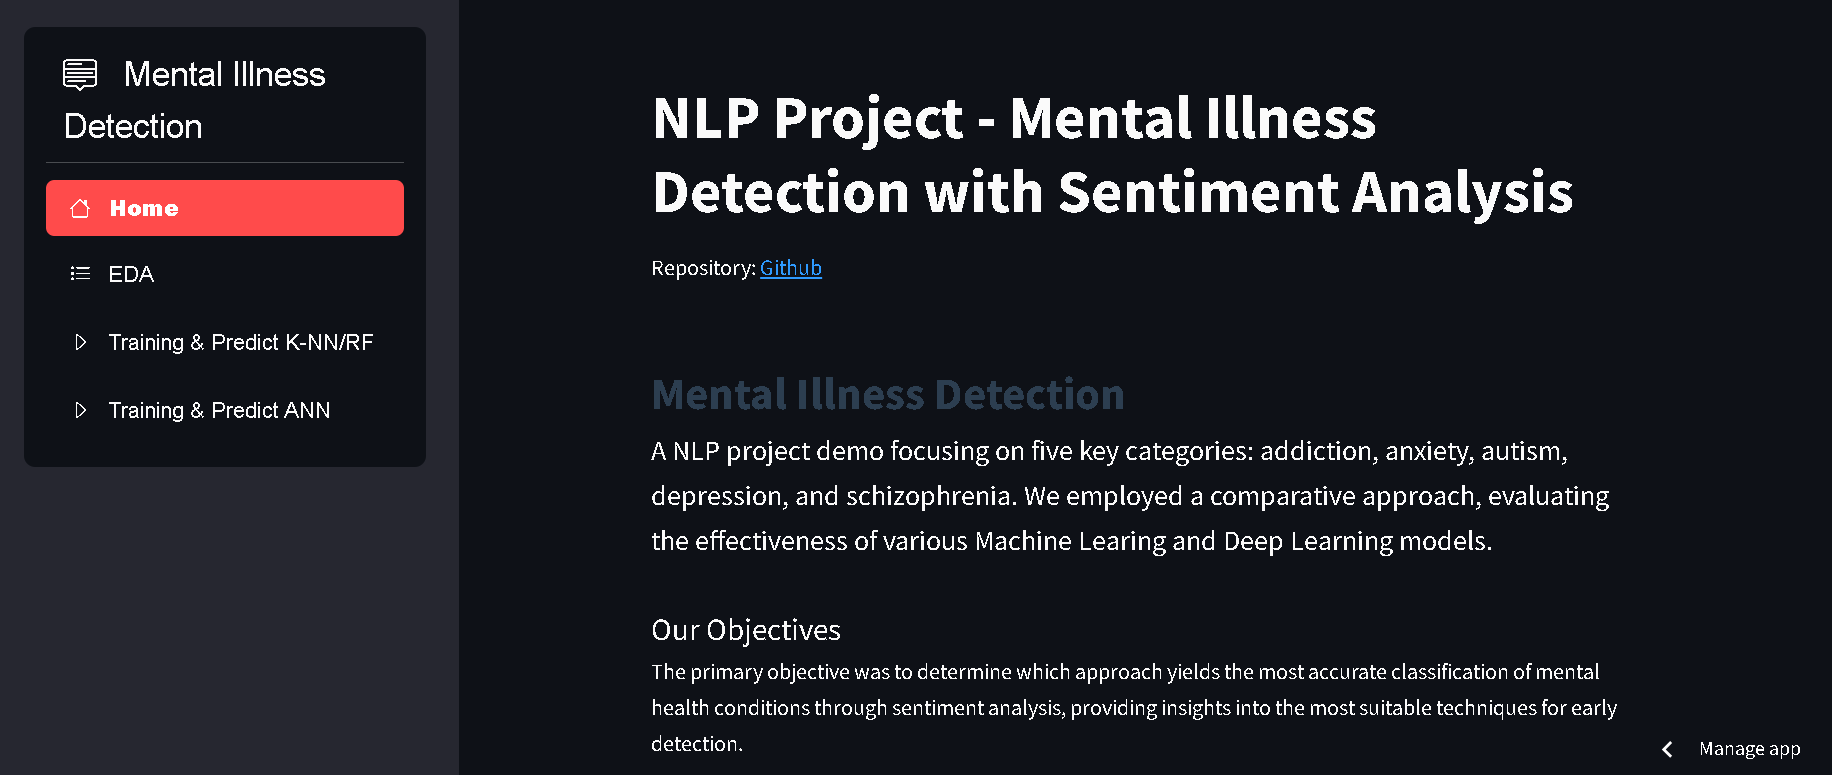 Mental Illness
Detection
Home
EDA
Training & Predict K-NN/RF
Training & Predict ANN
NLP Project - Mental Illness
Detection with Sentiment Analysis
Repository: Github
Mental Illness Detection
A NLP project demo focusing on five key categories: addiction, anxiety, autism,
depression, and schizophrenia. We employed a comparative approach, evaluating
the effectiveness of various Machine Learing and Deep Learning models.
Our Objectives
The primary objective was to determine which approach yields the most accurate classification of mental
health conditions through sentiment analysis, providing insights into the most suitable techniques for early
detection.
Manage app